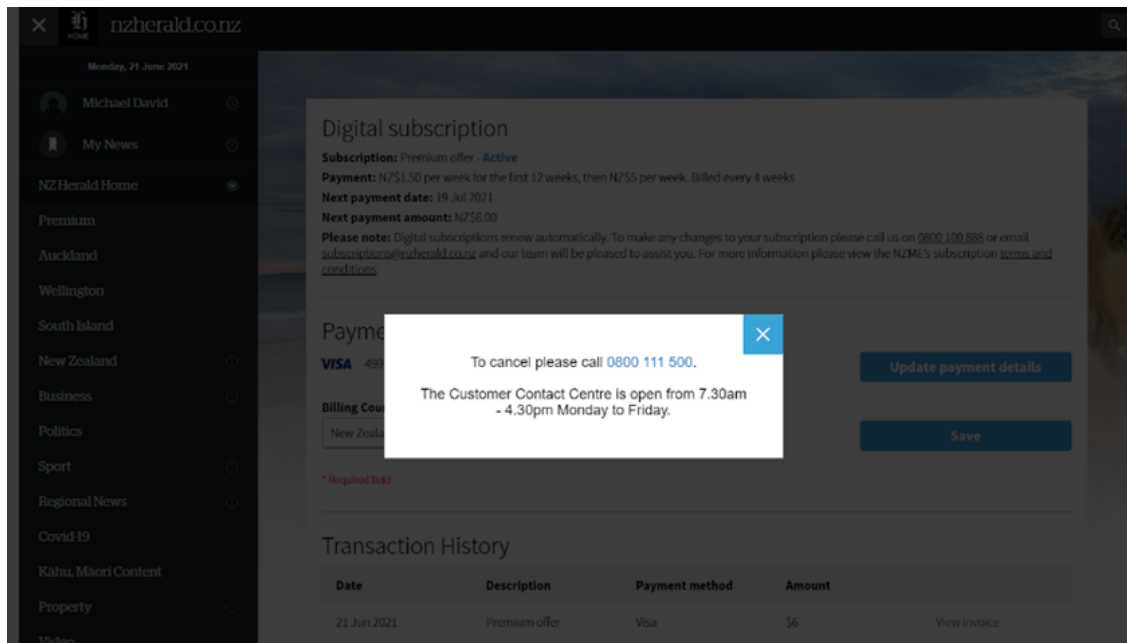 HOME
nzherald.co.nz
Monday, 21 June 2021
Michael David
My News
NZ Herald Home
Premium
Auckland
Wellington
South Island
New Zealand
Business
Politics
Sport
Regional News
Covid-19
Kāhu, Māori Content
Property
Video
Digital subscription
Subscription: Premium offer - Active
Payment: NZ$1.50 per week for the first 12 weeks, then NZ$5 per week. Billed every 4 weeks
Next payment date: 19 Jul 2021
Next payment amount: NZ$6.00
Please note: Digital subscriptions renew automatically. To make any changes to your subscription please call us on 0800 100 888 or email
subscriptions@nzherald.co.nz and our team will be pleased to assist you. For more information please view the NZME's subscription terms and
conditions.
Payme
VISA 499
Update payment details
Billing Cou
New Zeala
Save
* Required field
To cancel please call 0800 111 500.
The Customer Contact Centre is open from 7.30am
- 4.30pm Monday to Friday.
Transaction History
Date Description Payment method Amount
21 Jun 2021 Premium offer Visa $6 View invoice